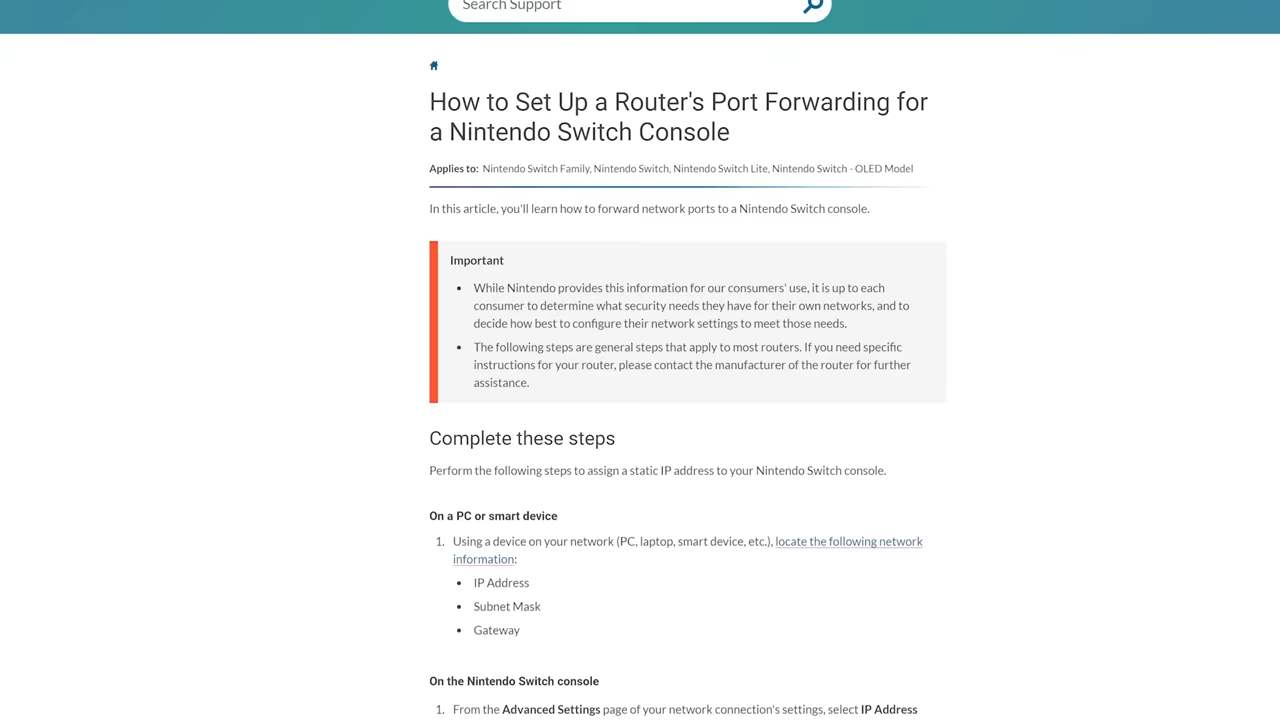 Search Support
How to Set Up a Router's Port Forwarding for
a Nintendo Switch Console
Applies to: Nintendo Switch Family, Nintendo Switch, Nintendo Switch Lite, Nintendo Switch - OLED Model
In this article, you'll learn how to forward network ports to a Nintendo Switch console.
Important
• While Nintendo provides this information for our consumers' use, it is up to each
consumer to determine what security needs they have for their own networks, and to
decide how best to configure their network settings to meet those needs.
• The following steps are general steps that apply to most routers. If you need specific
instructions for your router, please contact the manufacturer of the router for further
assistance.
Complete these steps
Perform the following steps to assign a static IP address to your Nintendo Switch console.
On a PC or smart device
1. Using a device on your network (PC, laptop, smart device, etc.), locate the following network
information:
• IP Address
• Subnet Mask
• Gateway
On the Nintendo Switch console
1. From the Advanced Settings page of your network connection's settings, select IP Address